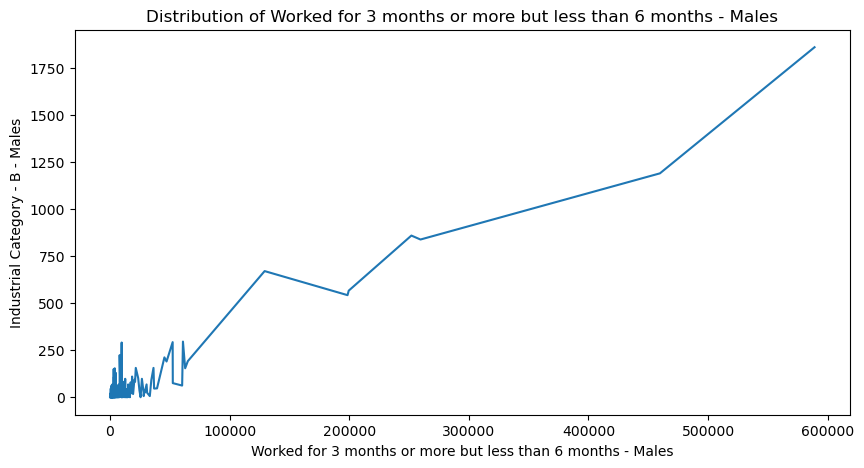 Distribution of Worked for 3 months or more but less than 6 months - Males
1750
1500
1250
1000
750
500
250
0
Industrial Category - B - Males
0 100000 200000 300000 400000 500000 600000
Worked for 3 months or more but less than 6 months - Males